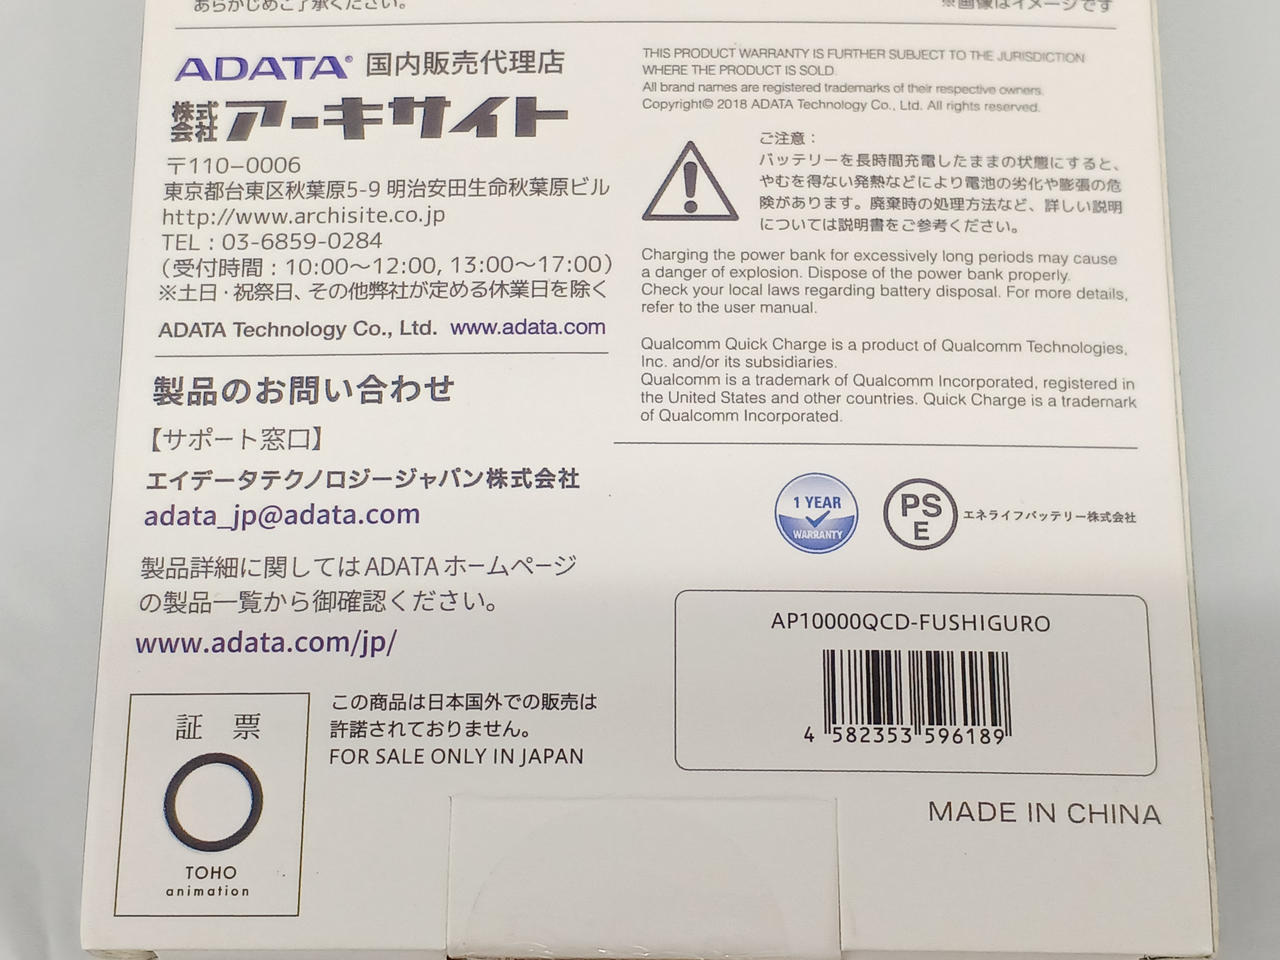 あらかじめご了承ください。
※画像はイメージです
ADATA® 国内販売代理店
株式会社 アーキサイト
〒110-0006
東京都台東区秋葉原5-9 明治安田生命秋葉原ビル
http://www.archisite.co.jp
TEL：03-6859-0284
（受付時間：10:00～12:00, 13:00～17:00）
※土日・祝祭日、その他弊社が定める休業日を除く
ADATA Technology Co., Ltd. www.adata.com
製品のお問い合わせ
【サポート窓口】
エイデータテクノロジージャパン株式会社
adata_jp@adata.com
製品詳細に関してはADATAホームページ
の製品一覧から御確認ください。
www.adata.com/jp/
証 票
TOHO
animation
この商品は日本国外での販売は
許諾されておりません。
FOR SALE ONLY IN JAPAN
THIS PRODUCT WARRANTY IS FURTHER SUBJECT TO THE JURISDICTION
WHERE THE PRODUCT IS SOLD.
All brand names are registered trademarks of their respective owners.
Copyright© 2018 ADATA Technology Co., Ltd. All rights reserved.
ご注意：
バッテリーを長時間充電したままの状態にすると、
やむを得ない発熱などにより電池の劣化や膨張の危
険があります。廃棄時の処理方法など、詳しい説明
については説明書をご参考ください。
Charging the power bank for excessively long periods may cause
a danger of explosion. Dispose of the power bank properly.
Check your local laws regarding battery disposal. For more details,
refer to the user manual.
Qualcomm Quick Charge is a product of Qualcomm Technologies,
Inc. and/or its subsidiaries.
Qualcomm is a trademark of Qualcomm Incorporated, registered in
the United States and other countries. Quick Charge is a trademark
of Qualcomm Incorporated.
1 YEAR
WARRANTY
PS
E
エネライフバッテリー株式会社
AP10000QCD-FUSHIGURO
4 582353 596189
MADE IN CHINA